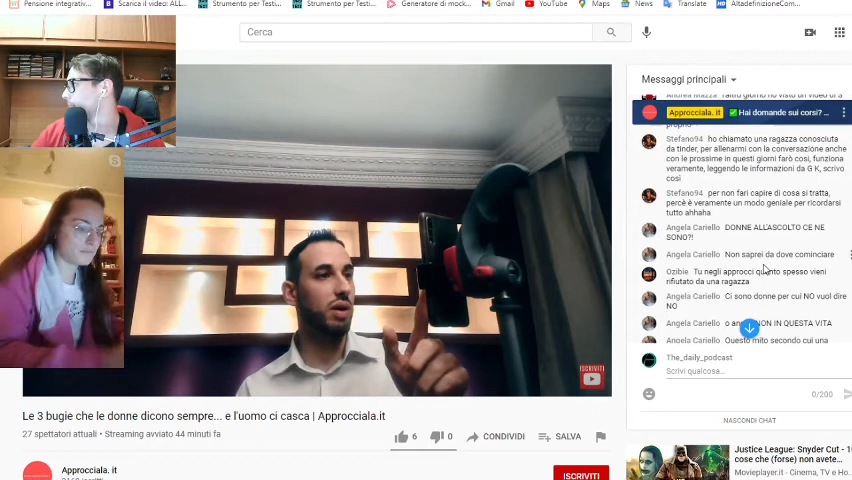 Pensione integrativ...
Scarica il video: ALL...
Strumento per Testi...
Strumento per Testi...
Generatore di mock...
Gmail
YouTube
Maps
News
Translate
AltadefinizioneCom...
Cerca
Messaggi principali
Andrea Mazza
Approcciala. it Hai domande sui corsi? ...
Stefano94 ho chiamato una ragazza conosciuta
da tinder, per allenarmi con la conversazione anche
con le prossime in questi giorni farò così, funziona
veramente, leggendo le informazioni da G K, scrivo
così
Stefano94 per non fari capire di cosa si tratta,
perchè è veramente un modo geniale per ricordarsi
tutto ahhaha
Angela Cariello DONNE ALL'ASCOLTO CE NE
SONO?!
Angela Cariello Non saprei da dove cominciare
Ozibie Tu negli approcci quanto spesso vieni
rifiutato da una ragazza
Angela Cariello Ci sono donne per cui NO vuol dire
NO
Angela Cariello NON IN QUESTA VITA
Angela Cariello Questo mito secondo cui una
The_daily_podcast
Scrivi qualcosa...
0/200
NASCONDI CHAT
ISCRIVITI
Le 3 bugie che le donne dicono sempre... e l'uomo ci casca | Approcciala.it
27 spettatori attuali • Streaming avviato 44 minuti fa
6
0
CONDIVIDI
SALVA
Approcciala. it
ISCRIVITI
Justice League: Snyder Cut -
cose che (forse) non avete...
Movieplayer.it - Cinema, TV e Ho...